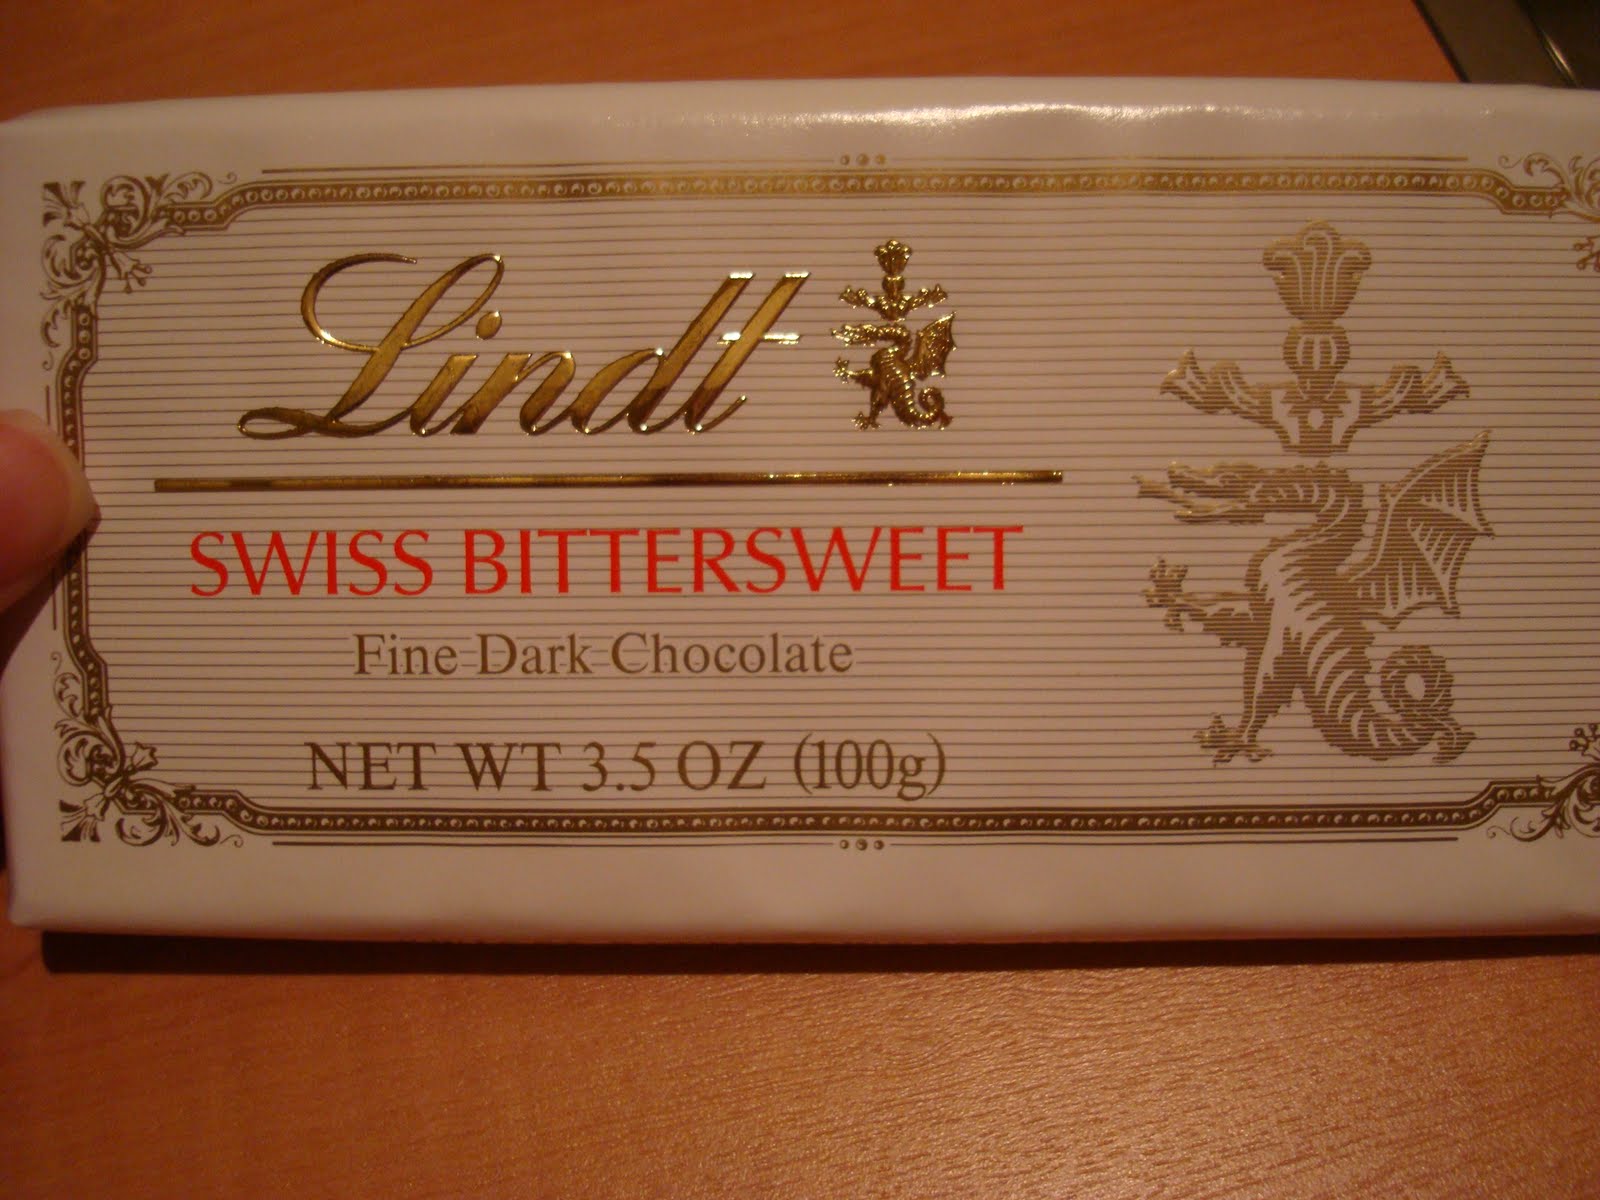 Lindt
SWISS BITTERSWEET
Fine Dark Chocolate
NET WT 3.5 OZ (100g)